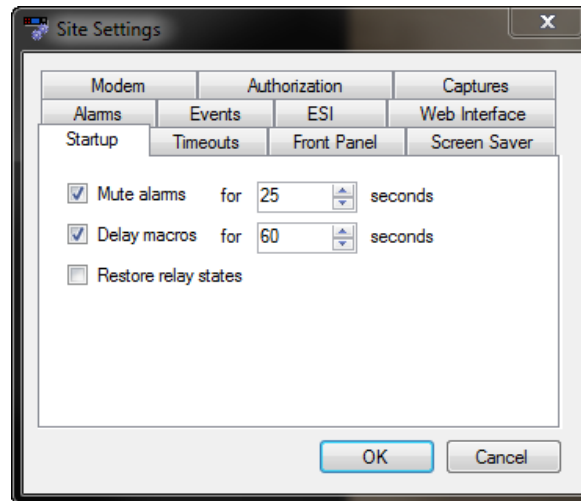 Site Settings
Modem Authorization Captures
Alarms Events ESI Web Interface
Startup Timeouts Front Panel Screen Saver
Mute alarms for 25 seconds
Delay macros for 60 seconds
Restore relay states
OK Cancel